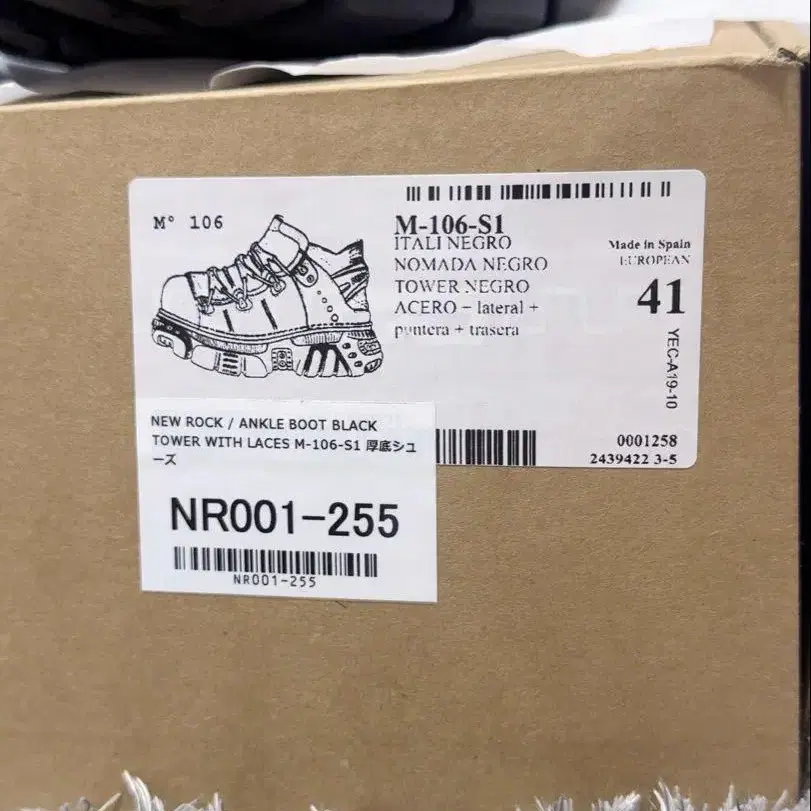 Mº 106
M-106-S1
ITALI NEGRO
NOMADA NEGRO
TOWER NEGRO
ACERO - lateral +
puntera + trasera
Made in Spain
EUROPEAN
41
YEC-A19-10
0001258
2439422 3-5
NEW ROCK / ANKLE BOOT BLACK
TOWER WITH LACES M-106-S1 厚底シュ
ーズ
NR001-255
NR001-255